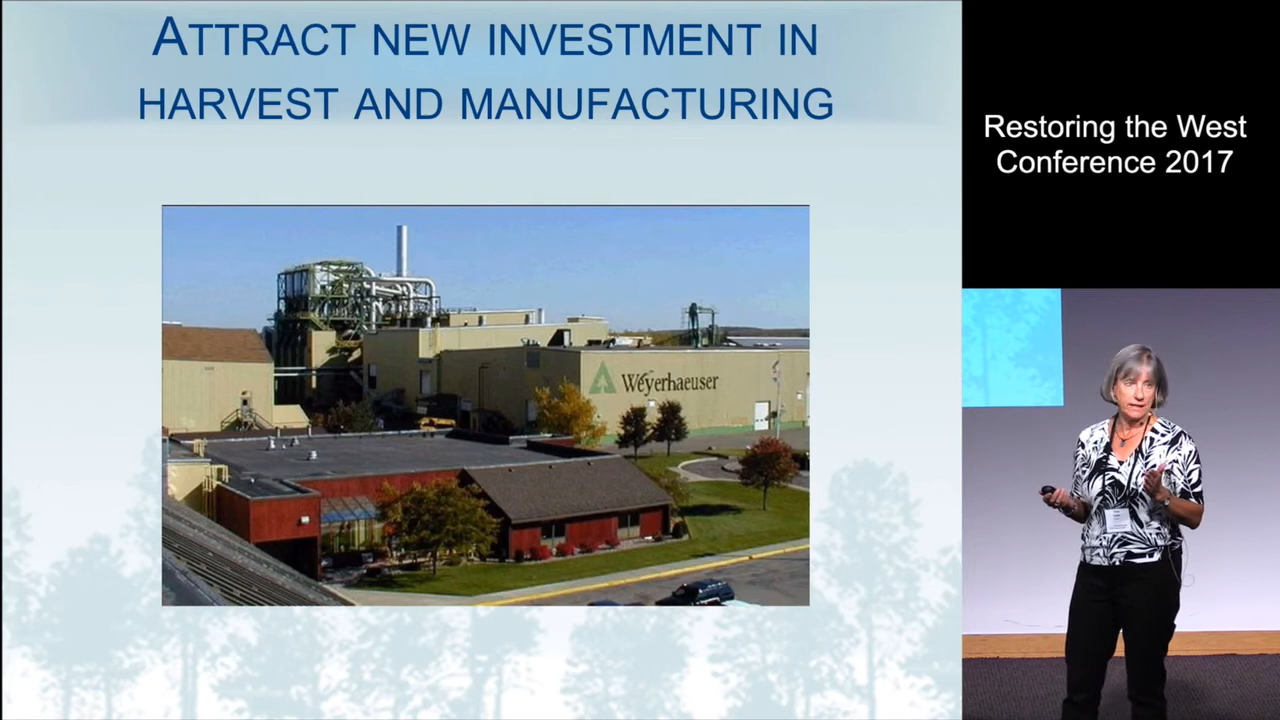 ATTRACT NEW INVESTMENT IN
HARVEST AND MANUFACTURING
Weyerhaeuser
Restoring the West
Conference 2017